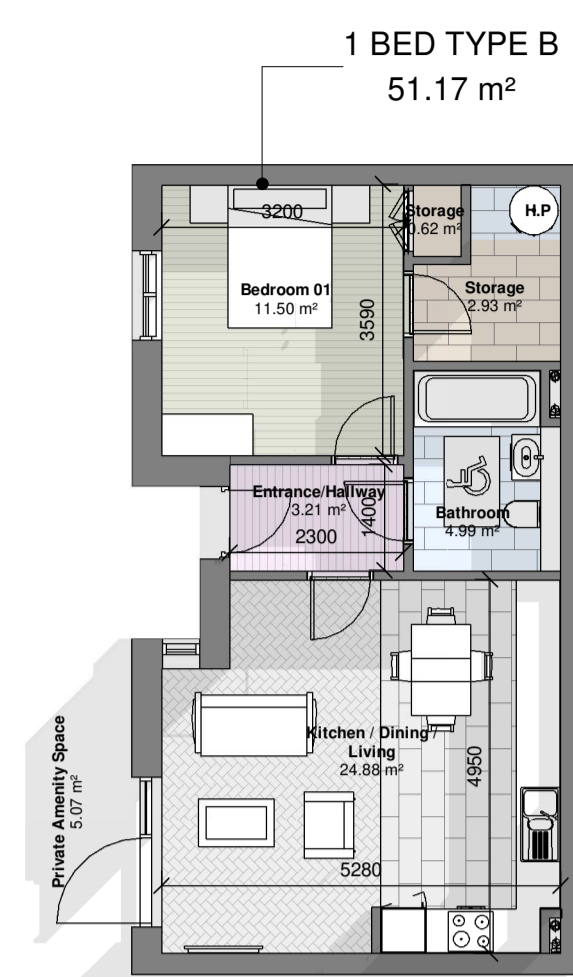 1 BED TYPE B
51.17 m²
3200
Storage
0.62 m²
H.P
Bedroom 01
11.50 m²
Storage
2.93 m²
3590
Entrance/Hallway
3.21 m²
1400
2300
Bathroom
4.99 m²
Kitchen / Dining /
Living
24.88 m²
4950
5280
Private Amenity Space
5.07 m²